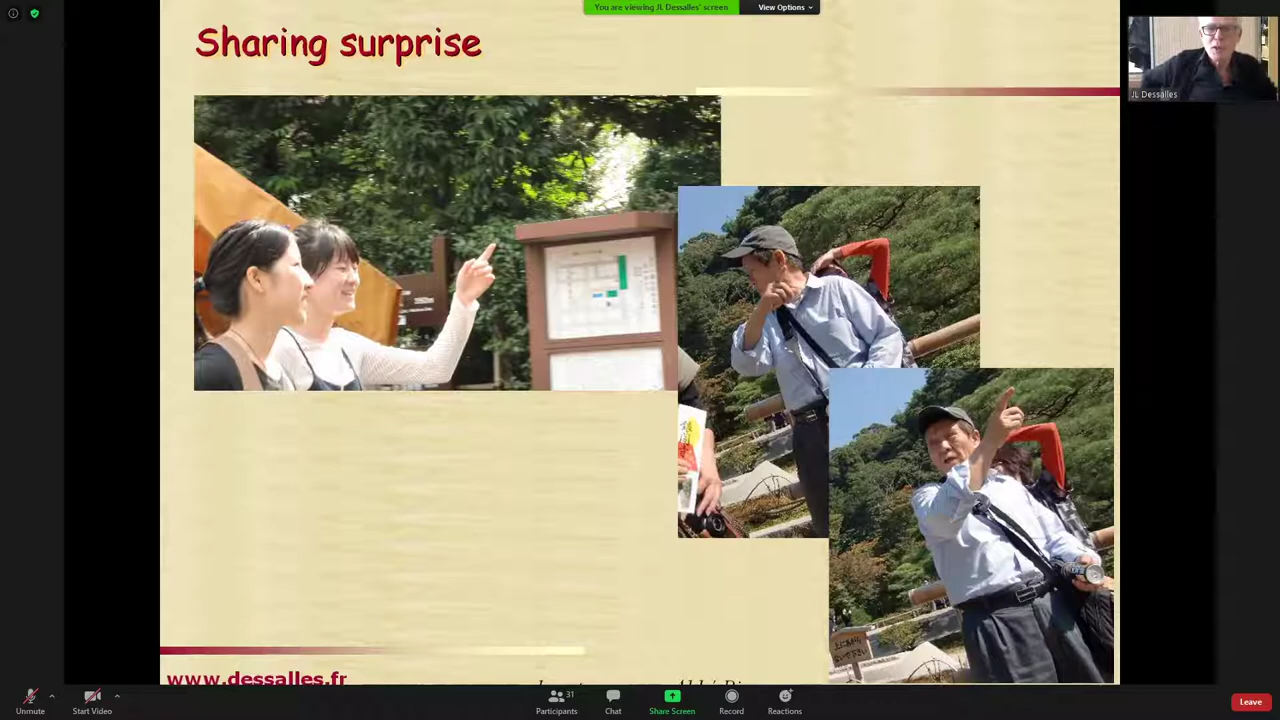 You are viewing JL Dessalles' screen
View Options
Sharing surprise
JL Dessalles
www.dessalles.fr
Unmute
Start Video
Participants
31
Chat
Share Screen
Record
Reactions
Leave